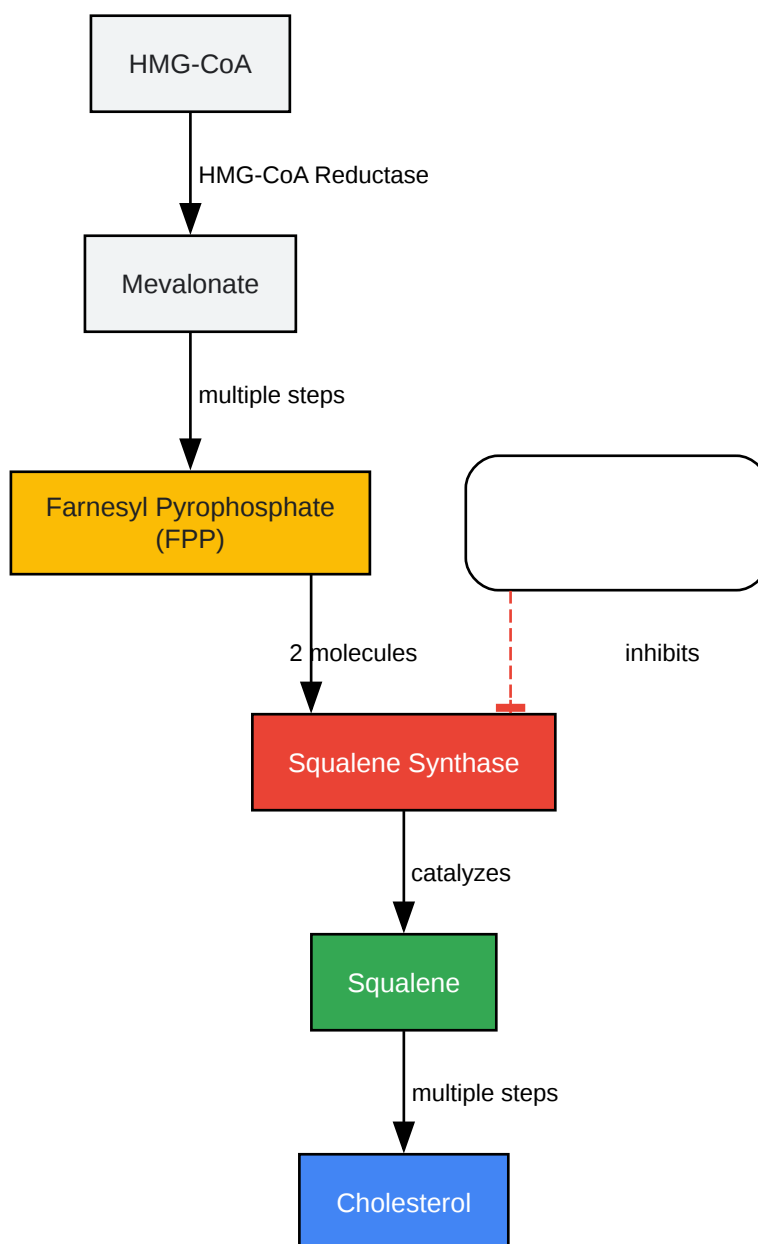 HMG-CoA
HMG-CoA Reductase
Mevalonate
multiple steps
Farnesyl Pyrophosphate
(FPP)
2 molecules
inhibits
Squalene Synthase
catalyzes
Squalene
multiple steps
Cholesterol